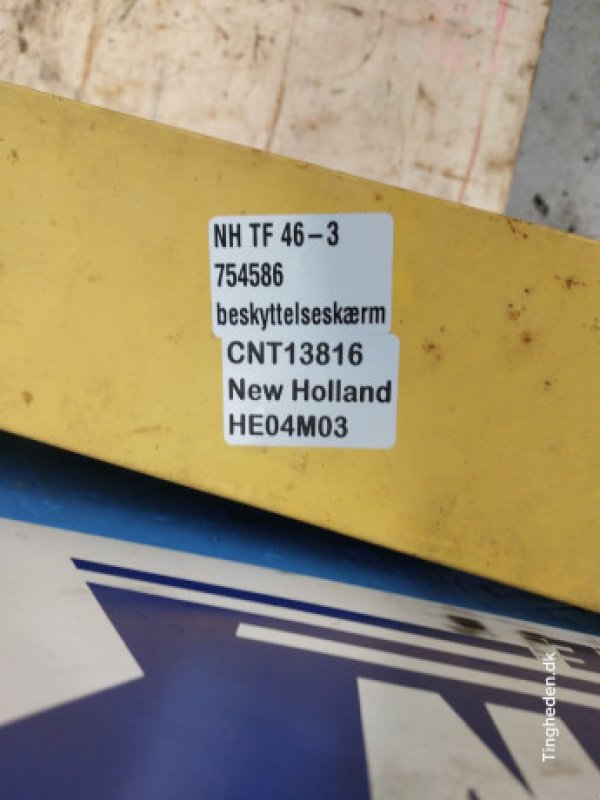 NH TF 46-3
754586
beskyttelseskærm
CNT13816
New Holland
HE04M03
Tingheden.dk